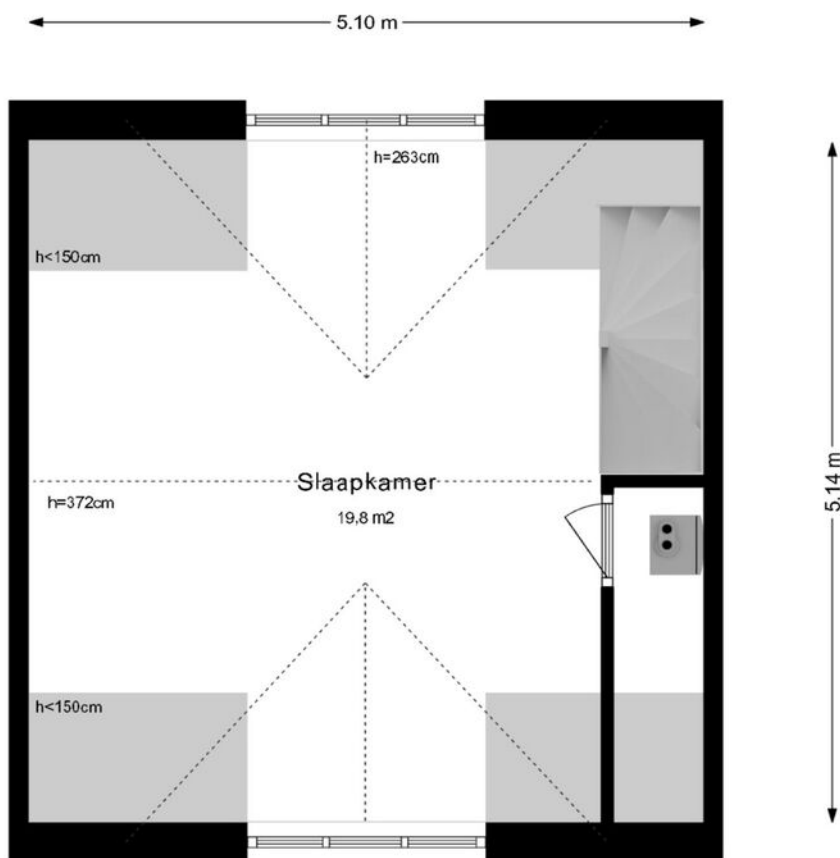 5.10 m
h=263cm
h<150cm
Slaapkamer
h=372cm
19,8 m2
5.14 m
h<150cm